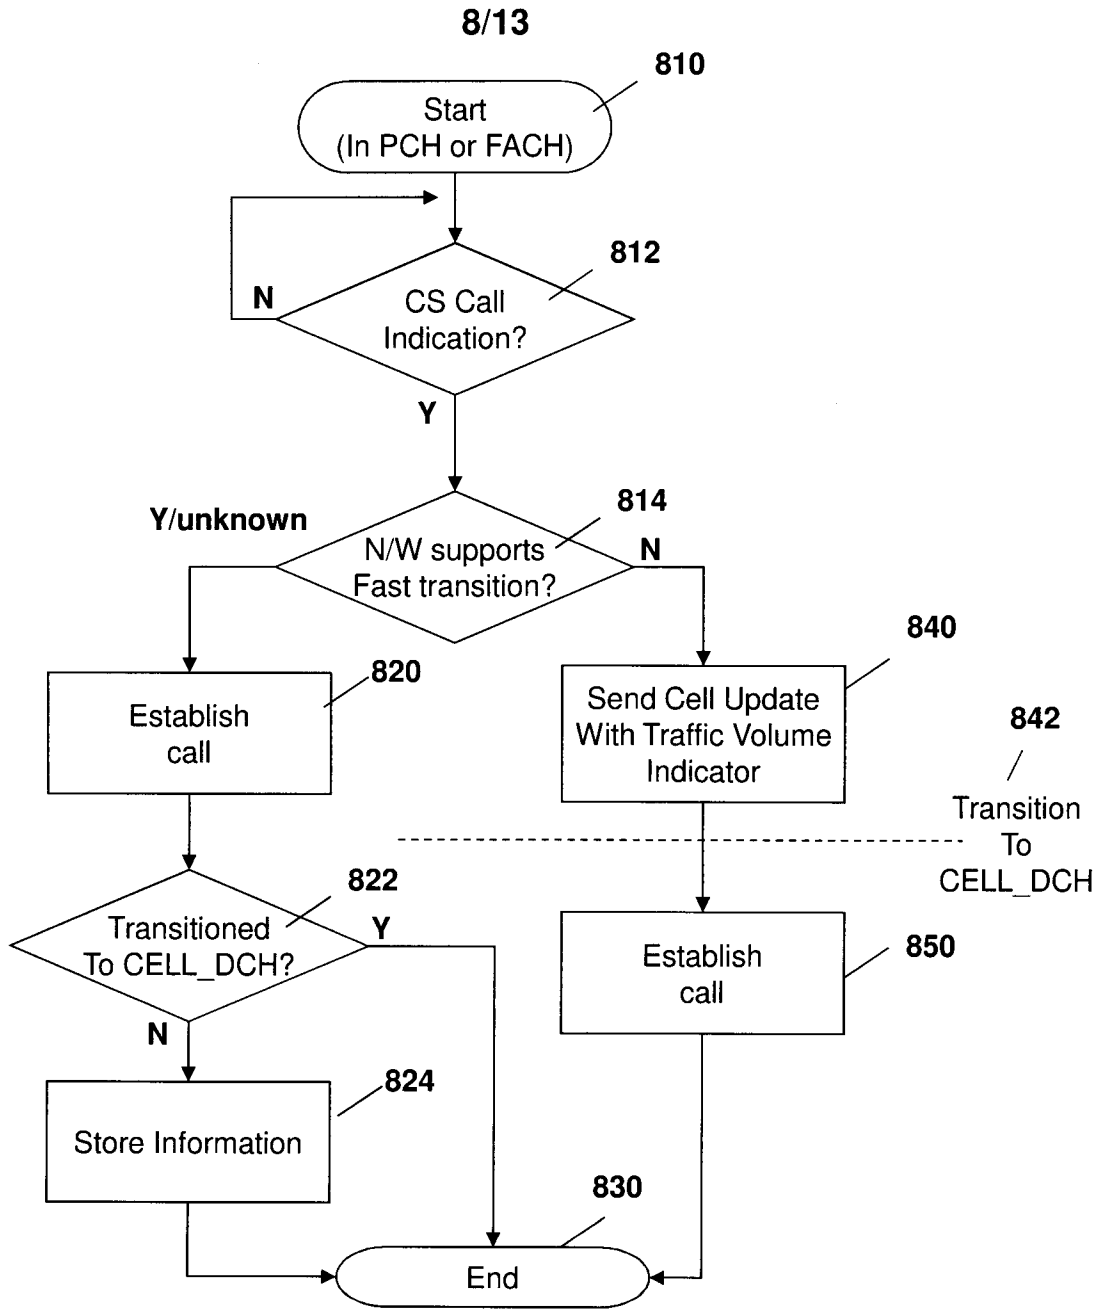 8/13
810
Start
(In PCH or FACH)
812
N
CS Call
Indication?
Y
814
Y/unknown
N/W supports
Fast transition?
N
840
820
Establish
call
Send Cell Update
With Traffic Volume
Indicator
842
Transition
To
CELL_DCH
822
Transitioned
To CELL_DCH?
Y
N
850
Establish
call
824
Store Information
830
End